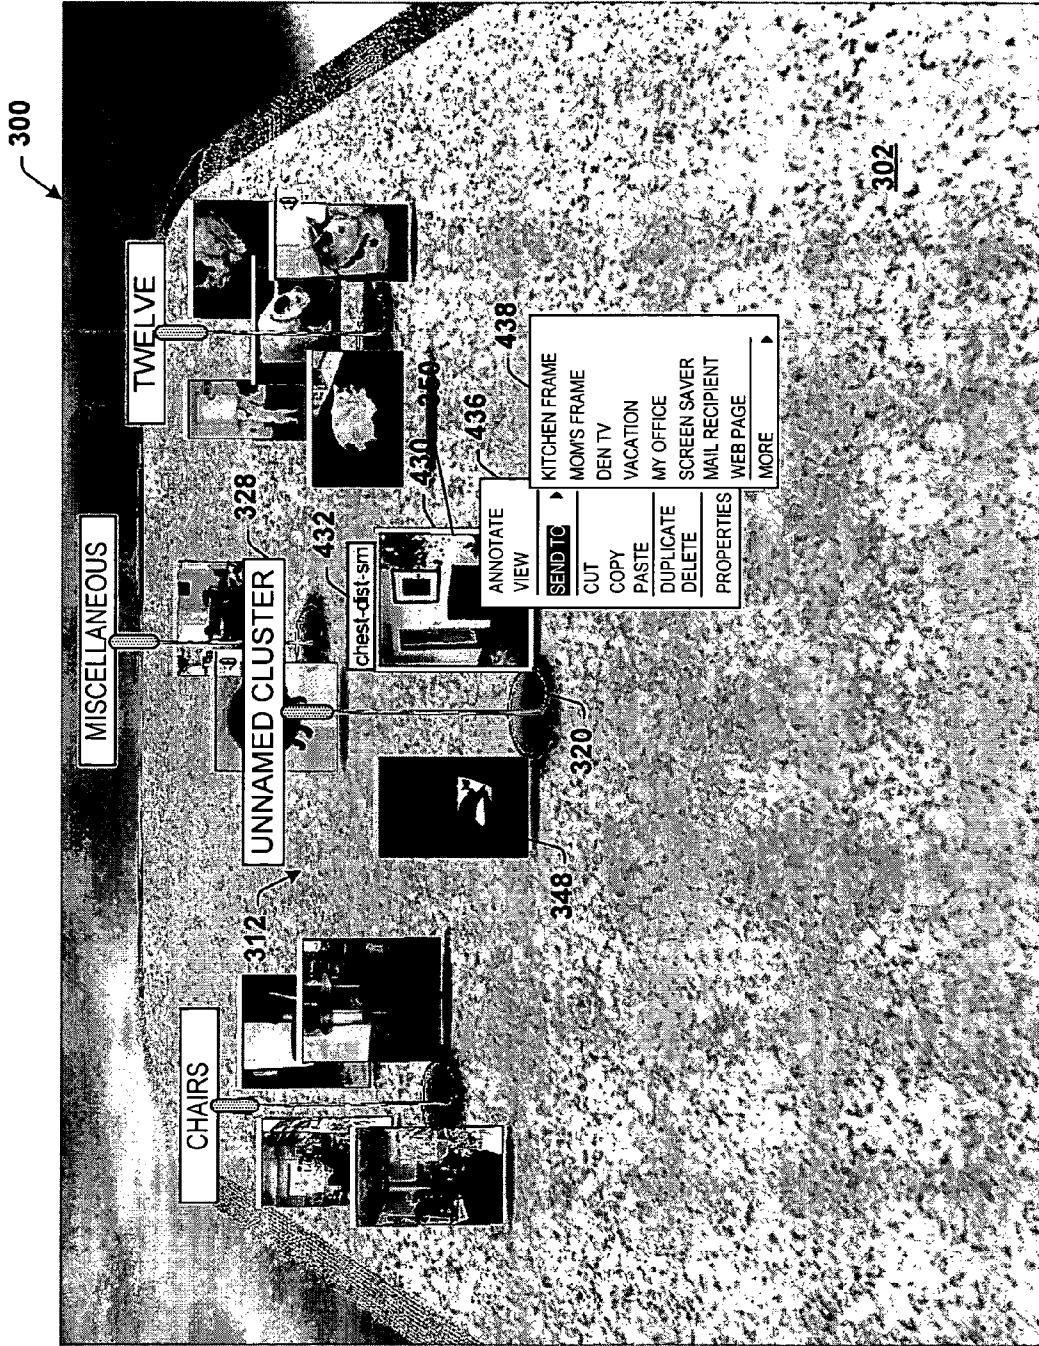 300
MISCELLANEOUS
TWELVE
CHAIRS
328
UNNAMED CLUSTER
312
432
chest-dist-sm
430
350
436
438
ANNOTATE
VIEW
SEND TO
CUT
COPY
PASTE
DUPLICATE
DELETE
PROPERTIES
KITCHEN FRAME
MOM'S FRAME
DEN TV
VACATION
MY OFFICE
SCREEN SAVER
MAIL RECIPIENT
WEB PAGE
MORE
320
348
302